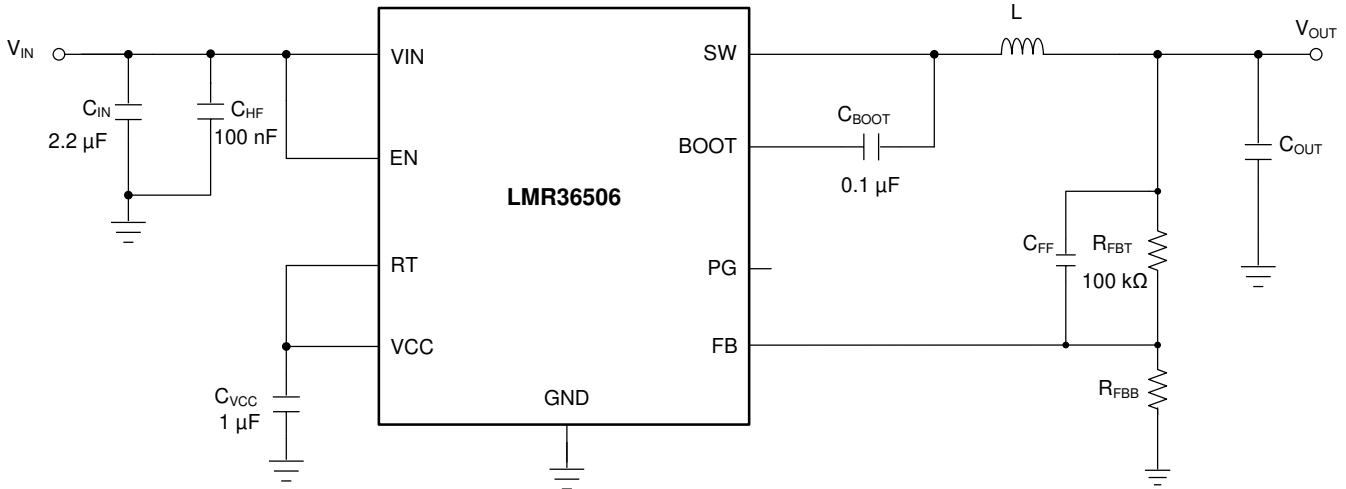 L
V_IN
V_OUT
VIN
SW
C_IN
2.2 µF
C_HF
100 nF
C_BOOT
0.1 µF
BOOT
C_OUT
EN
LMR36506
C_FF
R_FBT
100 kΩ
RT
PG
VCC
FB
C_VCC
1 µF
GND
R_FBB